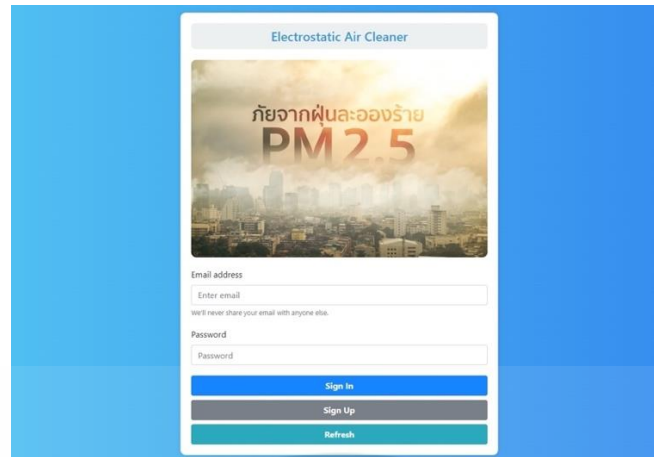 Electrostatic Air Cleaner
ภัยจากฝุ่นละอองร้าย
PM 2.5
Email address
Enter email
We'll never share your email with anyone else.
Password
Password
Sign In
Sign Up
Refresh